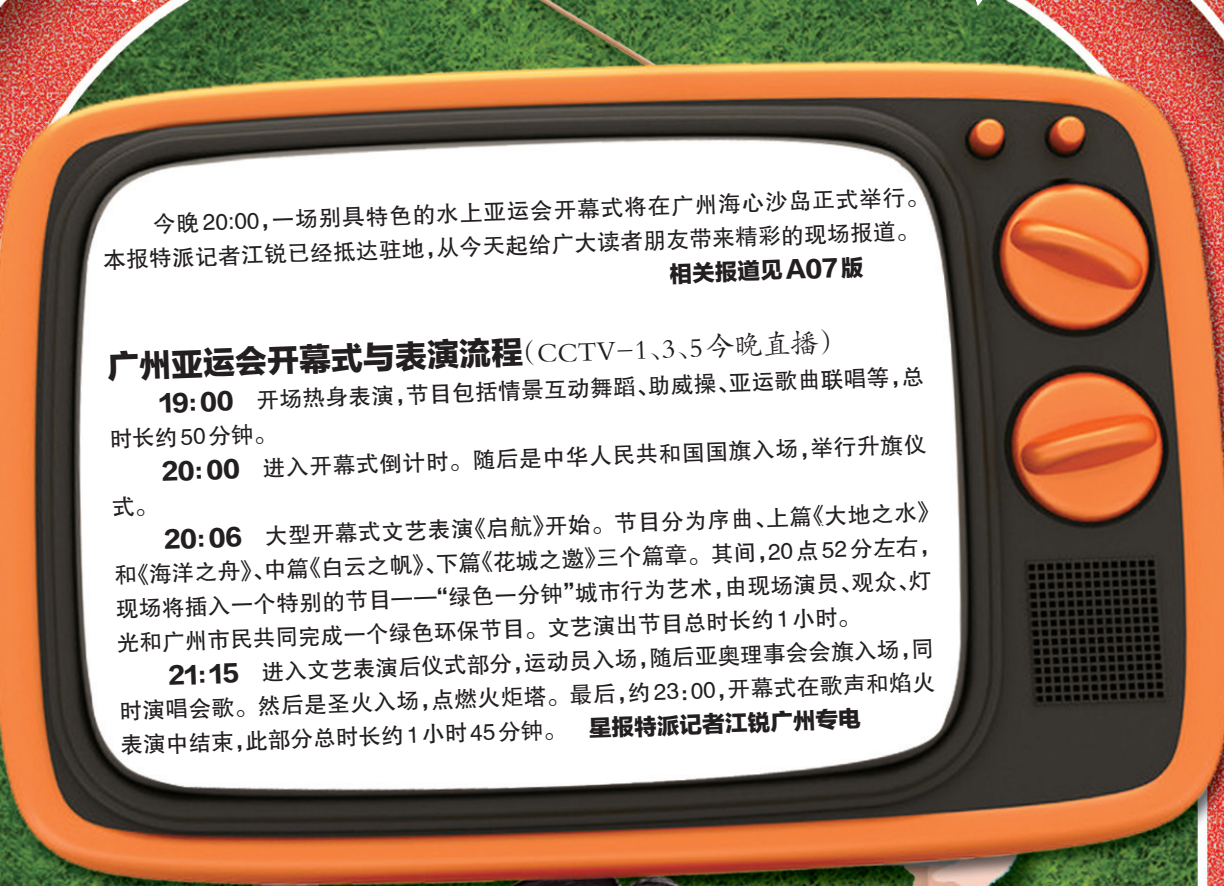 今晚20:00,一场别具特色的水上亚运会开幕式将在广州海心沙岛正式举行。
本报特派记者江锐已经抵达驻地,从今天起给广大读者朋友带来精彩的现场报道。
相关报道见A07版
广州亚运会开幕式与表演流程(CCTV-1、3、5今晚直播)
19:00 开场热身表演,节目包括情景互动舞蹈、助威操、亚运歌曲联唱等,总
时长约50分钟。
20:00 进入开幕式倒计时。随后是中华人民共和国国旗入场,举行升旗仪
式。
20:06 大型开幕式文艺表演《启航》开始。节目分为序曲、上篇《大地之水》
和《海洋之舟》、中篇《白云之帆》、下篇《花城之邀》三个篇章。其间,20点52分左右,
现场将插入一个特别的节目——“绿色一分钟”城市行为艺术,由现场演员、观众、灯
光和广州市民共同完成一个绿色环保节目。文艺演出节目总时长约1小时。
21:15 进入文艺表演后仪式部分,运动员入场,随后亚奥理事会会旗入场,同
时演唱会歌。然后是圣火入场,点燃火炬塔。最后,约23:00,开幕式在歌声和焰火
表演中结束,此部分总时长约1小时45分钟。 星报特派记者江锐广州专电